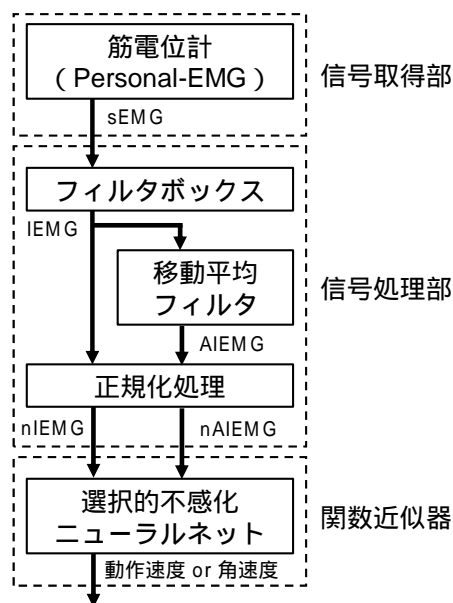 筋電位計
（Personal-EMG）
信号取得部
sEMG
フィルタボックス
IEMG
移動平均
フィルタ
信号処理部
AIEMG
正規化処理
nIEMG
nAIEMG
選択的不感化
ニューラルネット
関数近似器
動作速度 or 角速度